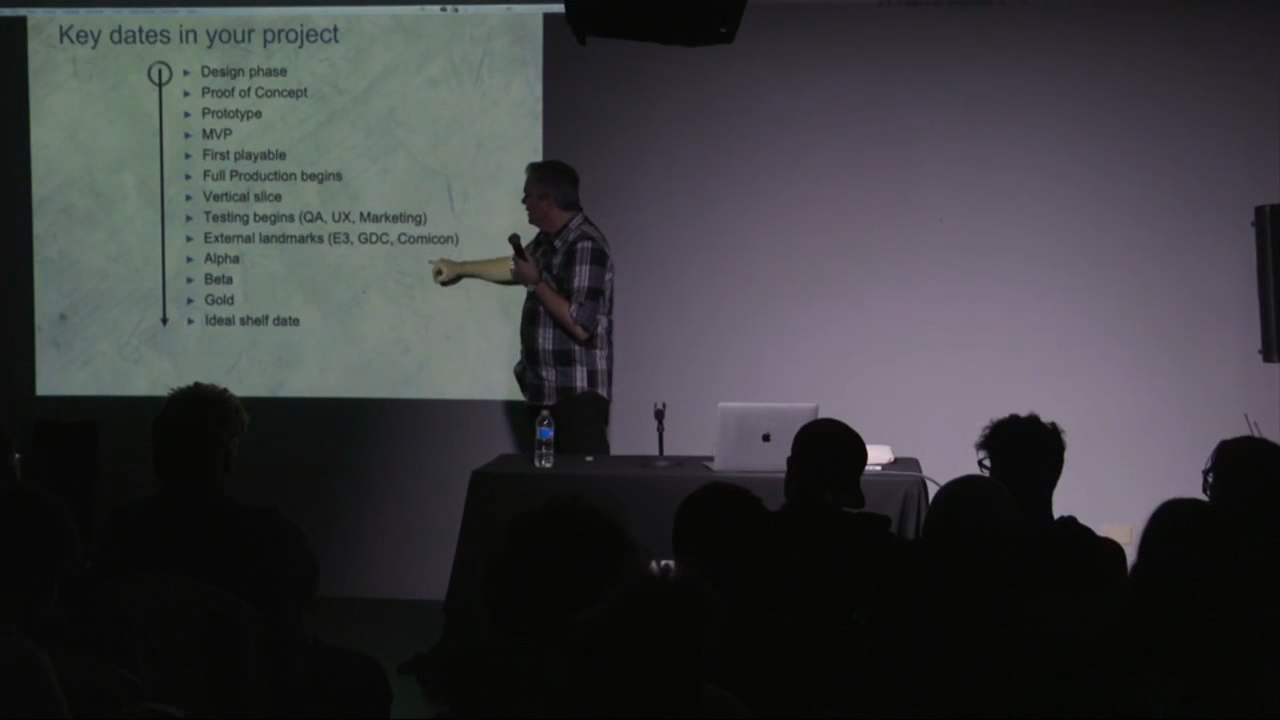 Key dates in your project
Design phase
Proof of Concept
Prototype
MVP
First playable
Full Production begins
Vertical slice
Testing begins (QA, UX, Marketing)
External landmarks (E3, GDC, Comicon)
Alpha
Beta
Gold
Ideal shelf date